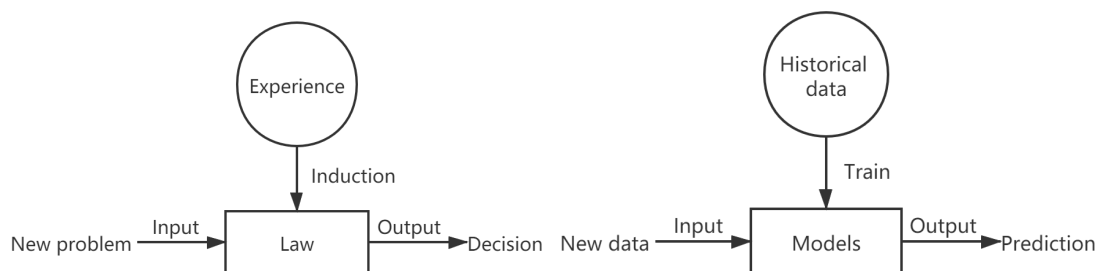 Experience
Induction
New problem
Input
Law
Output
Decision
Historical
data
Train
New data
Input
Models
Output
Prediction